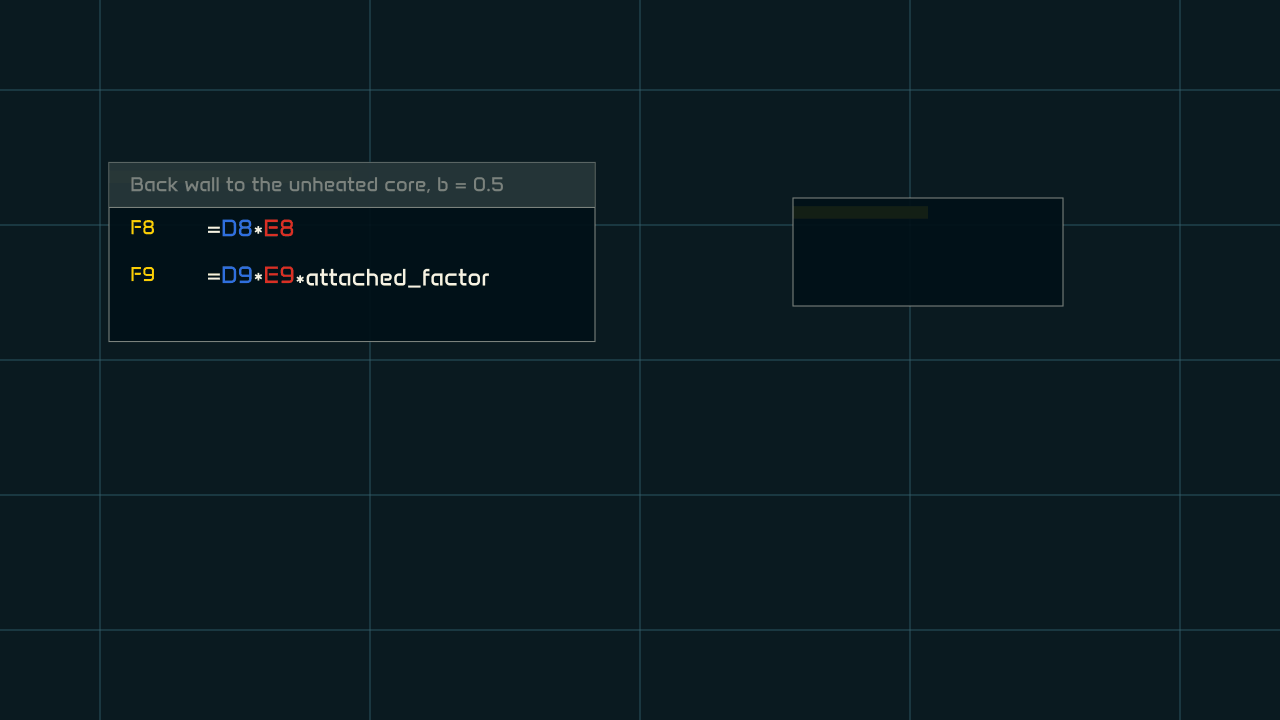 Back wall to the unheated core, b = 0.5
F8 =D8*E8
F9 =D9*E9*attached_factor